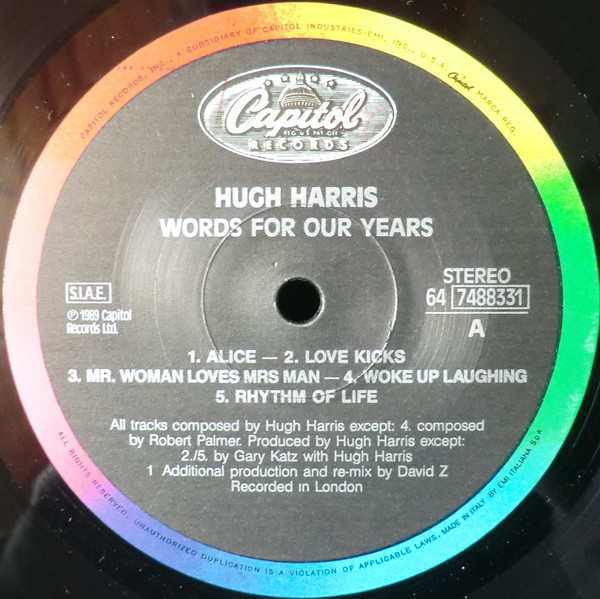 CAPITOL RECORDS, INC., A SUBSIDIARY OF CAPITOL INDUSTRIES-EMI, INC., U.S.A. Capitol MARCA REG.
Capitol
REG. U.S. PAT. OFF.
RECORDS
HUGH HARRIS
WORDS FOR OUR YEARS
STEREO
S.I.A.E. 64 7488331
℗ 1989 Capitol
Records Ltd. A
1. ALICE — 2. LOVE KICKS
3. MR. WOMAN LOVES MRS MAN — 4. WOKE UP LAUGHING
5. RHYTHM OF LIFE
All tracks composed by Hugh Harris except: 4. composed
by Robert Palmer. Produced by Hugh Harris except:
2./5. by Gary Katz with Hugh Harris
1 Additional production and re-mix by David Z
Recorded in London
ALL RIGHTS RESERVED. UNAUTHORIZED DUPLICATION IS A VIOLATION OF APPLICABLE LAWS. MADE IN ITALY BY EMI ITALIANA SPA